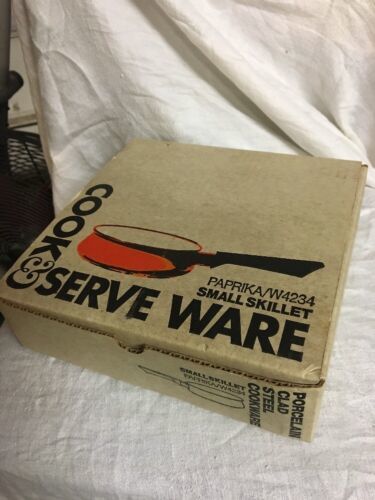 COOK
& SERVE WARE
PAPRIKA/W4234
SMALL SKILLET
SMALL SKILLET
PAPRIKA/W4234
PORCELAIN
CLAD
STEEL
COOKWARE